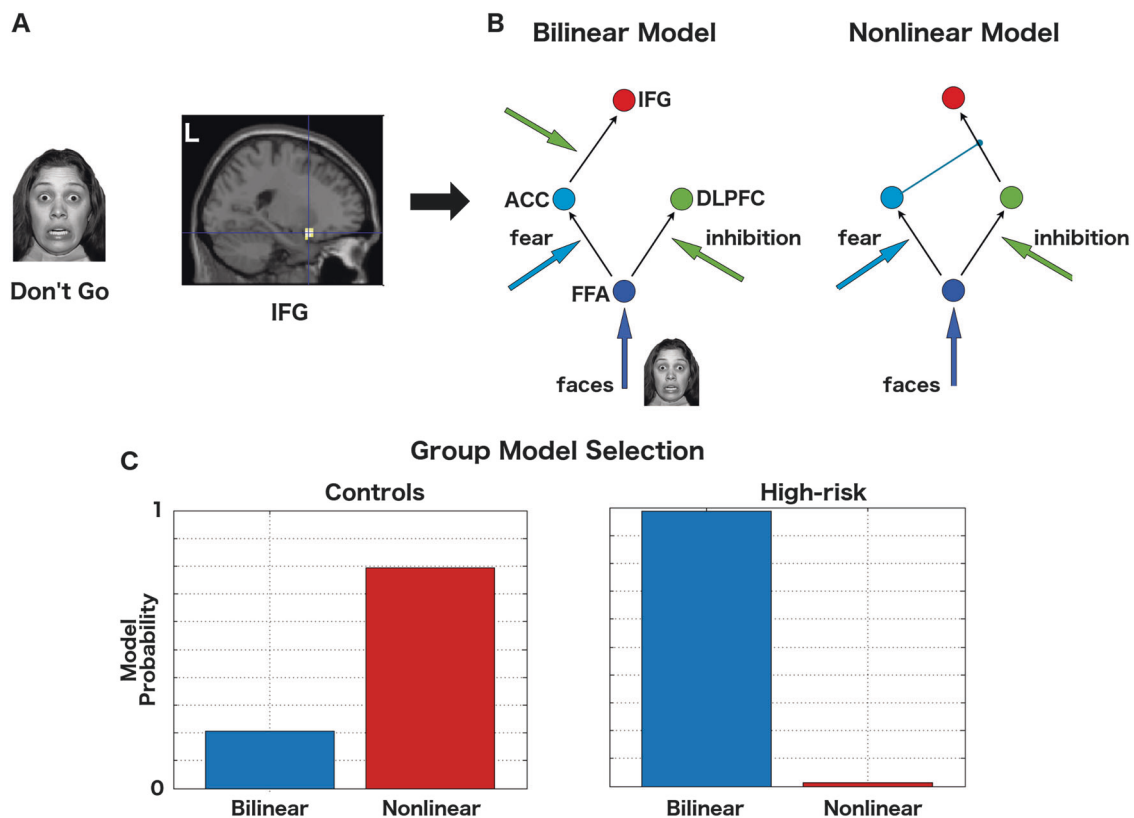 A
Don't Go
L
IFG
B
Bilinear Model
IFG
ACC
DLPFC
fear
inhibition
FFA
faces
Nonlinear Model
fear
inhibition
faces
C
Group Model Selection
Controls
1
0
Model
Probability
Bilinear
Nonlinear
High-risk
Bilinear
Nonlinear